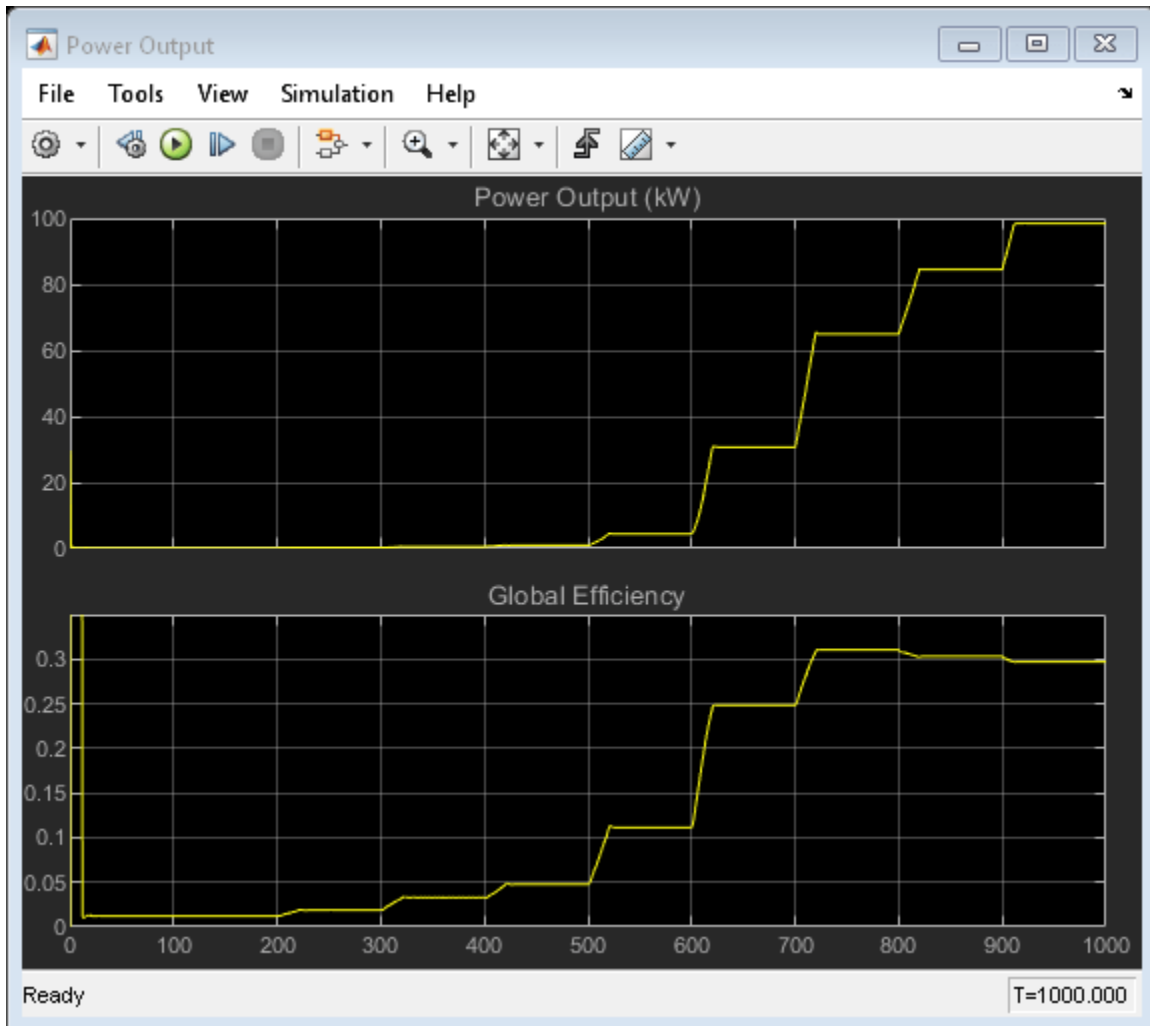 Power Output
File Tools View Simulation Help
Power Output (kW)
100
80
60
40
20
0
Global Efficiency
0.3
0.25
0.2
0.15
0.1
0.05
0
0 100 200 300 400 500 600 700 800 900 1000
Ready T=1000.000